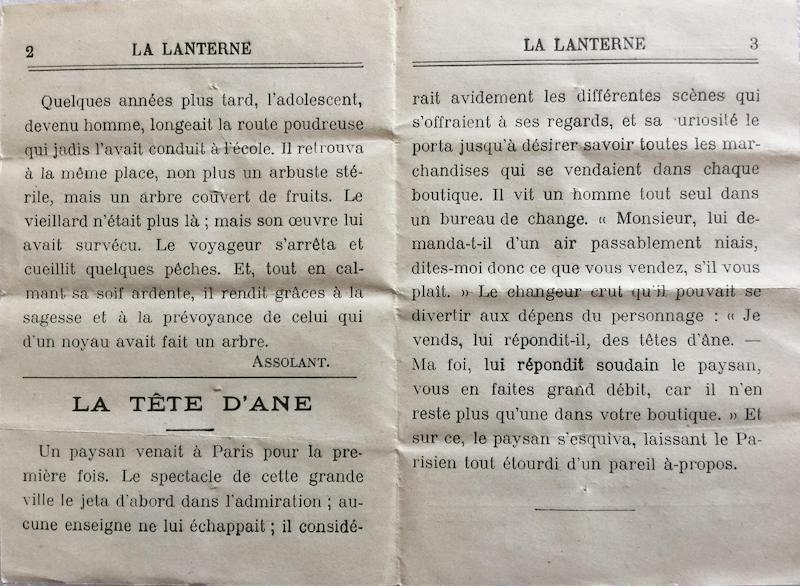 2 LA LANTERNE
Quelques années plus tard, l'adolescent,
devenu homme, longeait la route poudreuse
qui jadis l'avait conduit à l'école. Il retrouva
à la même place, non plus un arbuste sté-
rile, mais un arbre couvert de fruits. Le
vieillard n'était plus là ; mais son œuvre lui
avait survécu. Le voyageur s'arrêta et
cueillit quelques pêches. Et, tout en cal-
mant sa soif ardente, il rendit grâces à la
sagesse et à la prévoyance de celui qui
d'un noyau avait fait un arbre.
ASSOLANT.
LA TÊTE D'ANE
Un paysan venait à Paris pour la pre-
mière fois. Le spectacle de cette grande
ville le jeta d'abord dans l'admiration ; au-
cune enseigne ne lui échappait ; il considé-
LA LANTERNE 3
rait avidement les différentes scènes qui
s'offraient à ses regards, et sa uriosité le
porta jusqu'à désirer savoir toutes les mar-
chandises qui se vendaient dans chaque
boutique. Il vit un homme tout seul dans
un bureau de change. « Monsieur, lui de-
manda-t-il d'un air passablement niais,
dites-moi donc ce que vous vendez, s'il vous
plaît. » Le changeur crut qu'il pouvait se
divertir aux dépens du personnage : « Je
vends, lui répondit-il, des têtes d'âne. —
Ma foi, lui répondit soudain le paysan,
vous en faites grand débit, car il n'en
reste plus qu'une dans votre boutique. » Et
sur ce, le paysan s'esquiva, laissant le Pa-
risien tout étourdi d'un pareil à-propos.